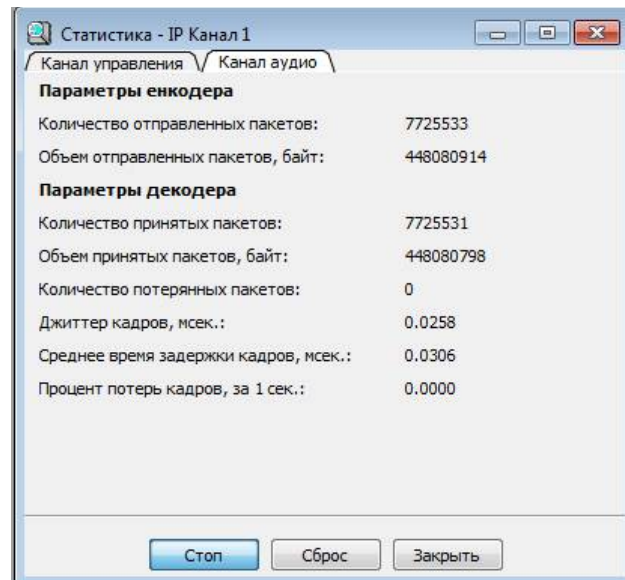 Статистика - IP Канал 1
Канал управления Канал аудио
Параметры енкодера
Количество отправленных пакетов: 7725533
Объем отправленных пакетов, байт: 448080914
Параметры декодера
Количество принятых пакетов: 7725531
Объем принятых пакетов, байт: 448080798
Количество потерянных пакетов: 0
Джиттер кадров, мсек.: 0.0258
Среднее время задержки кадров, мсек.: 0.0306
Процент потерь кадров, за 1 сек.: 0.0000
Стоп Сброс Закрыть